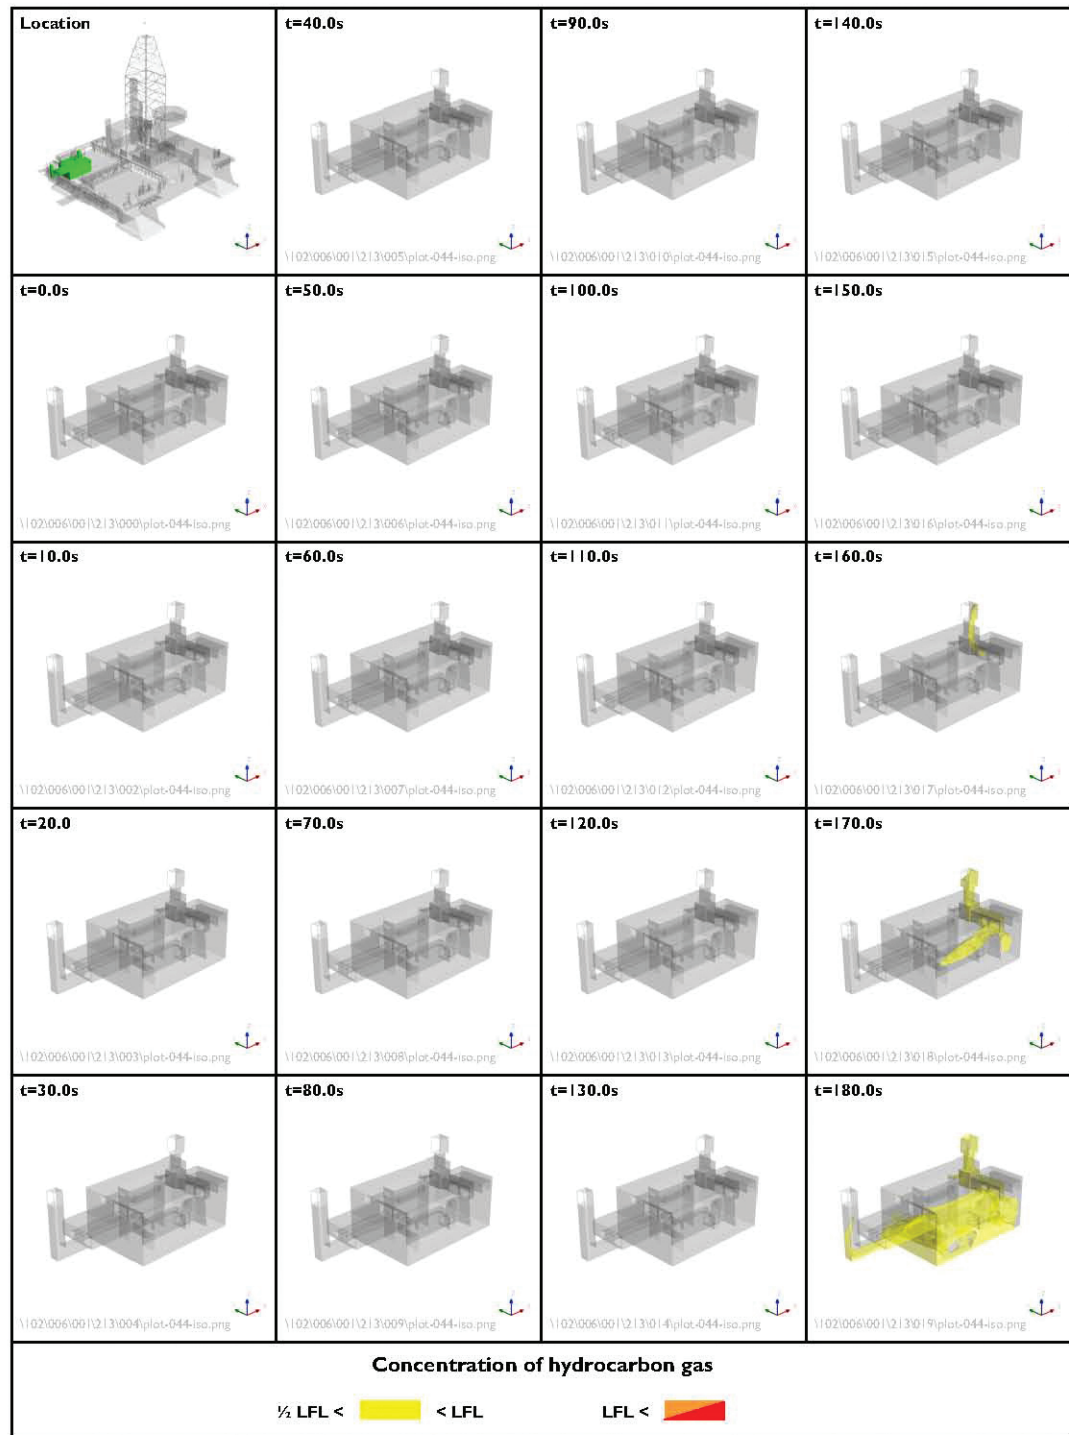 Location
t=0.0s
\102\006\001\213\000\plot-044-iso.png
t=10.0s
\102\006\001\213\002\plot-044-iso.png
t=20.0
\102\006\001\213\003\plot-044-iso.png
t=30.0s
\102\006\001\213\004\plot-044-iso.png
t=40.0s
\102\006\001\213\005\plot-044-iso.png
t=50.0s
\102\006\001\213\006\plot-044-iso.png
t=60.0s
\102\006\001\213\007\plot-044-iso.png
t=70.0s
\102\006\001\213\008\plot-044-iso.png
t=80.0s
\102\006\001\213\009\plot-044-iso.png
t=90.0s
\102\006\001\213\010\plot-044-iso.png
t=100.0s
\102\006\001\213\011\plot-044-iso.png
t=110.0s
\102\006\001\213\012\plot-044-iso.png
t=120.0s
\102\006\001\213\013\plot-044-iso.png
t=130.0s
\102\006\001\213\014\plot-044-iso.png
t=140.0s
\102\006\001\213\015\plot-044-iso.png
t=150.0s
\102\006\001\213\016\plot-044-iso.png
t=160.0s
\102\006\001\213\017\plot-044-iso.png
t=170.0s
\102\006\001\213\018\plot-044-iso.png
t=180.0s
\102\006\001\213\019\plot-044-iso.png
Concentration of hydrocarbon gas
½ LFL < < LFL LFL <